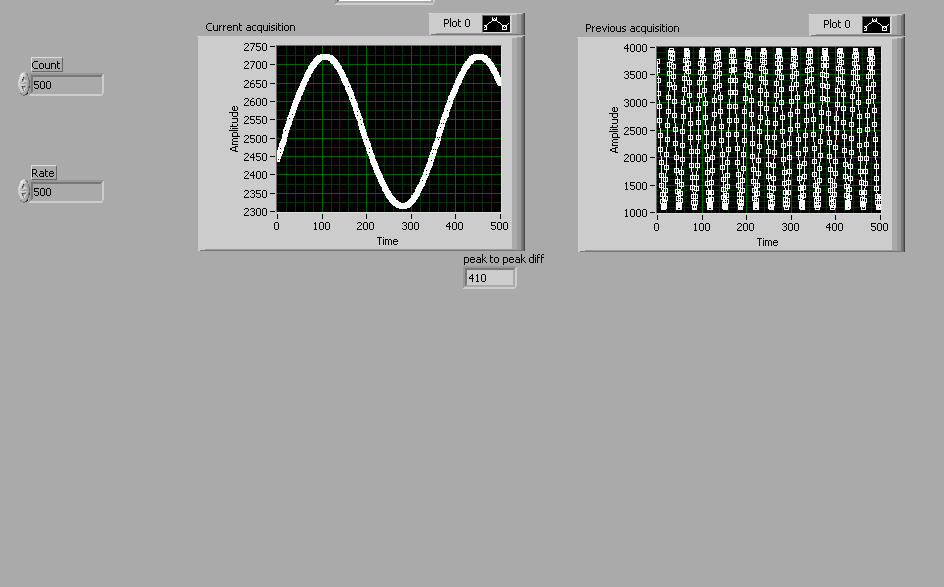 Current acquisition
Plot 0
2750
2700
2650
2600
2550
2500
2450
2400
2350
2300
Amplitude
0 100 200 300 400 500
Time
peak to peak diff
410
Previous acquisition
Plot 0
4000
3500
3000
2500
2000
1500
1000
Amplitude
0 100 200 300 400 500
Time
Count
500
Rate
500